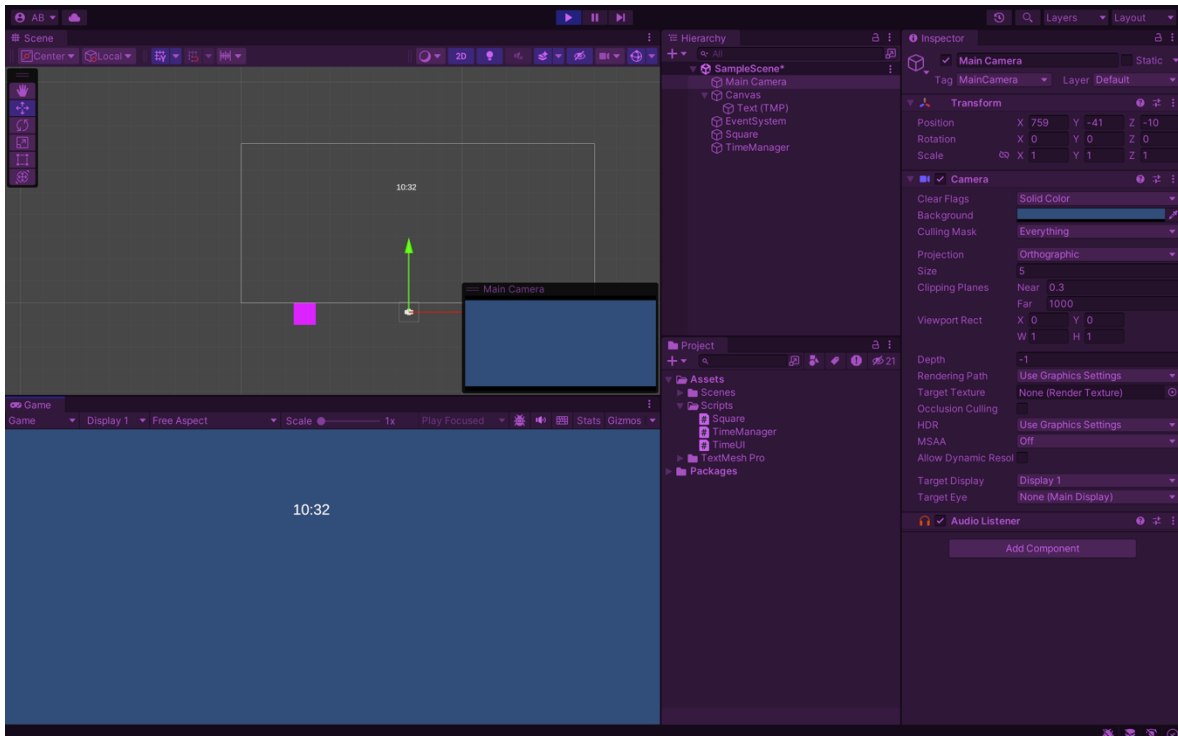 AB
Layers
Layout
Scene
Center
Local
2D
10:32
Main Camera
Game
Game
Display 1
Free Aspect
Scale
1x
Play Focused
Stats
Gizmos
10:32
Hierarchy
All
SampleScene*
Main Camera
Canvas
Text (TMP)
EventSystem
Square
TimeManager
Project
21
Assets
Scenes
Scripts
Square
TimeManager
TimeUI
TextMesh Pro
Packages
Inspector
Main Camera
Static
Tag MainCamera
Layer Default
Transform
Position X 759 Y -41 Z -10
Rotation X 0 Y 0 Z 0
Scale X 1 Y 1 Z 1
Camera
Clear Flags Solid Color
Background
Culling Mask Everything
Projection Orthographic
Size 5
Clipping Planes Near 0.3
Far 1000
Viewport Rect X 0 Y 0
W 1 H 1
Depth -1
Rendering Path Use Graphics Settings
Target Texture None (Render Texture)
Occlusion Culling
HDR Use Graphics Settings
MSAA Off
Allow Dynamic Resol
Target Display Display 1
Target Eye None (Main Display)
Audio Listener
Add Component